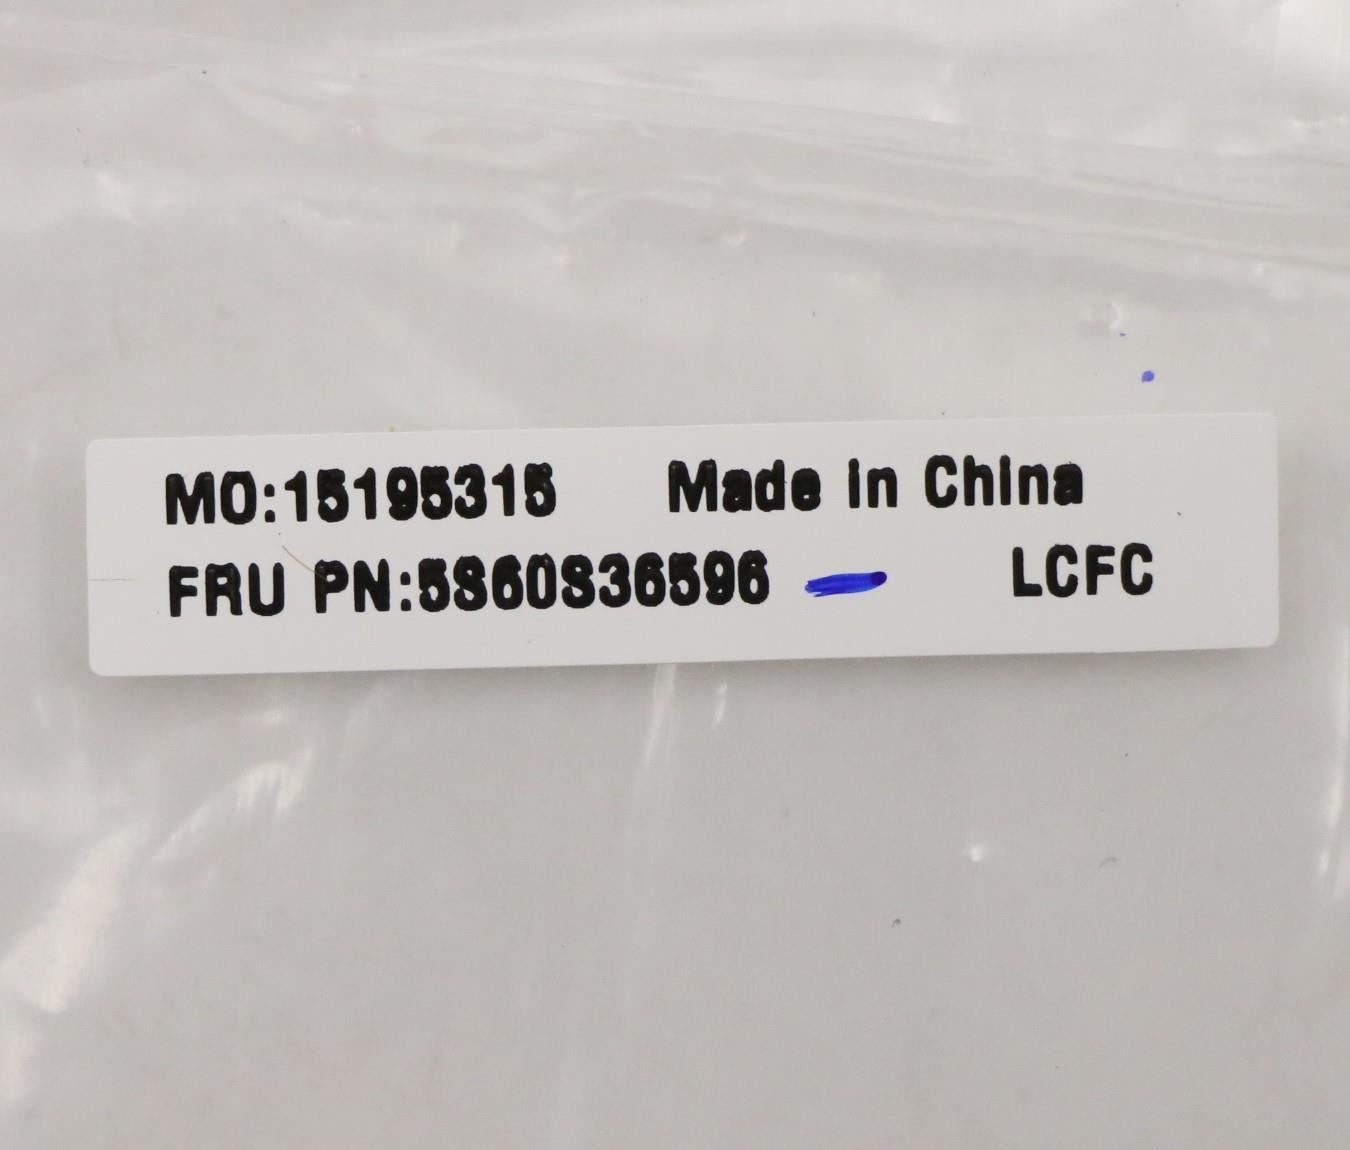 MO:15195315 Made in China
FRU PN:5S60S36596 LCFC